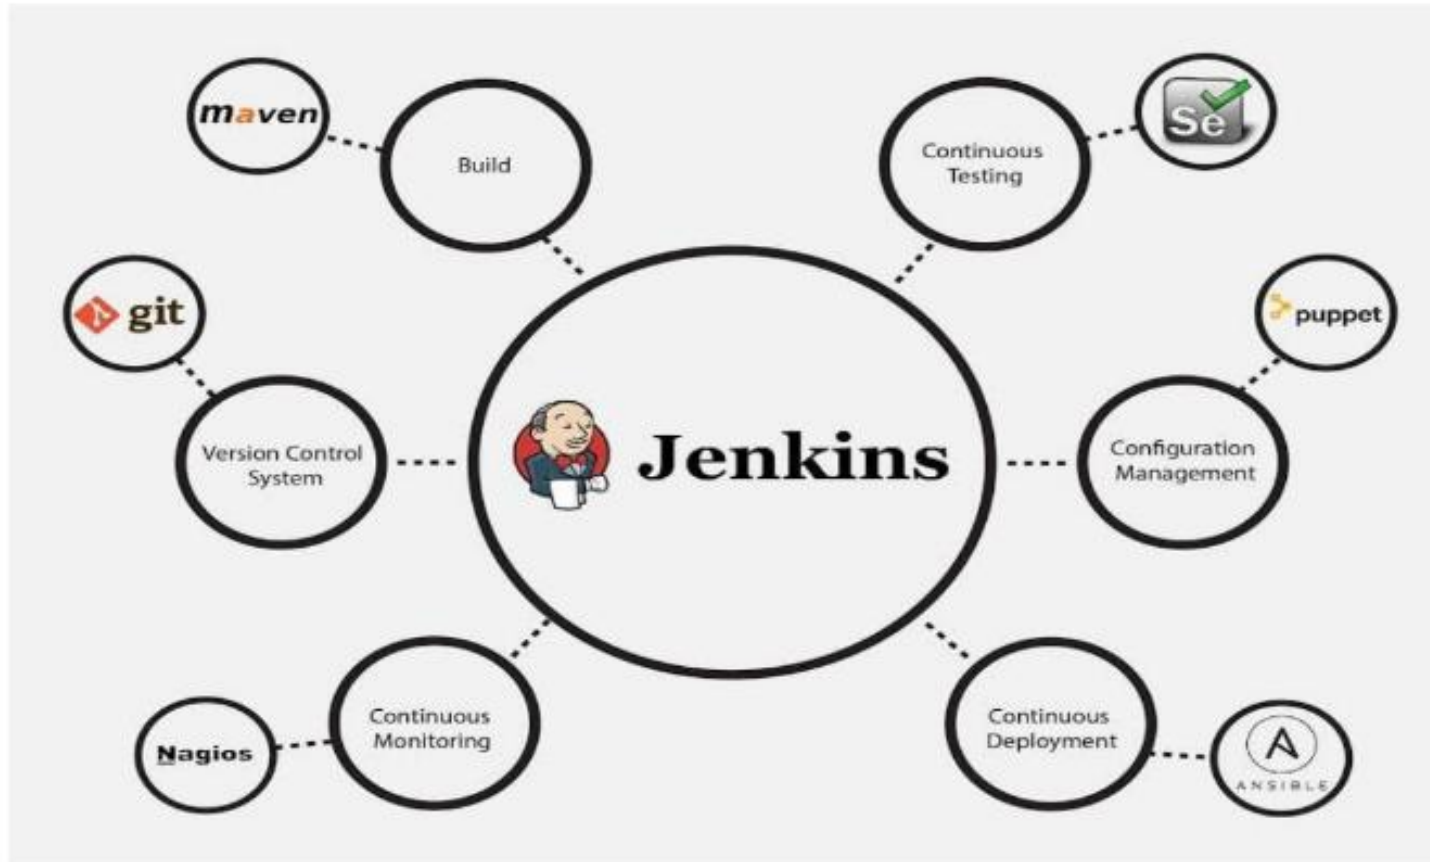 maven
Build
Continuous
Testing
Se
git
puppet
Version Control
System
Jenkins
Configuration
Management
Continuous
Monitoring
Nagios
Continuous
Deployment
A
ANSIBLE